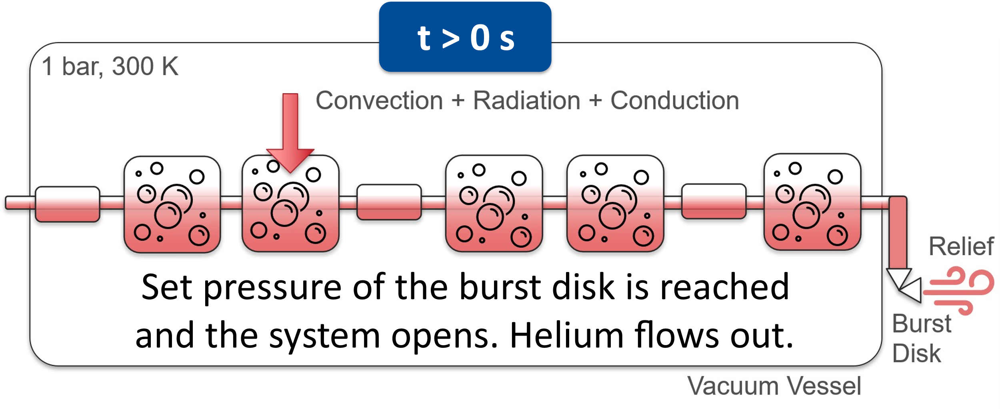 t > 0 s
1 bar, 300 K
Convection + Radiation + Conduction
Set pressure of the burst disk is reached
and the system opens. Helium flows out.
Relief
Burst
Disk
Vacuum Vessel